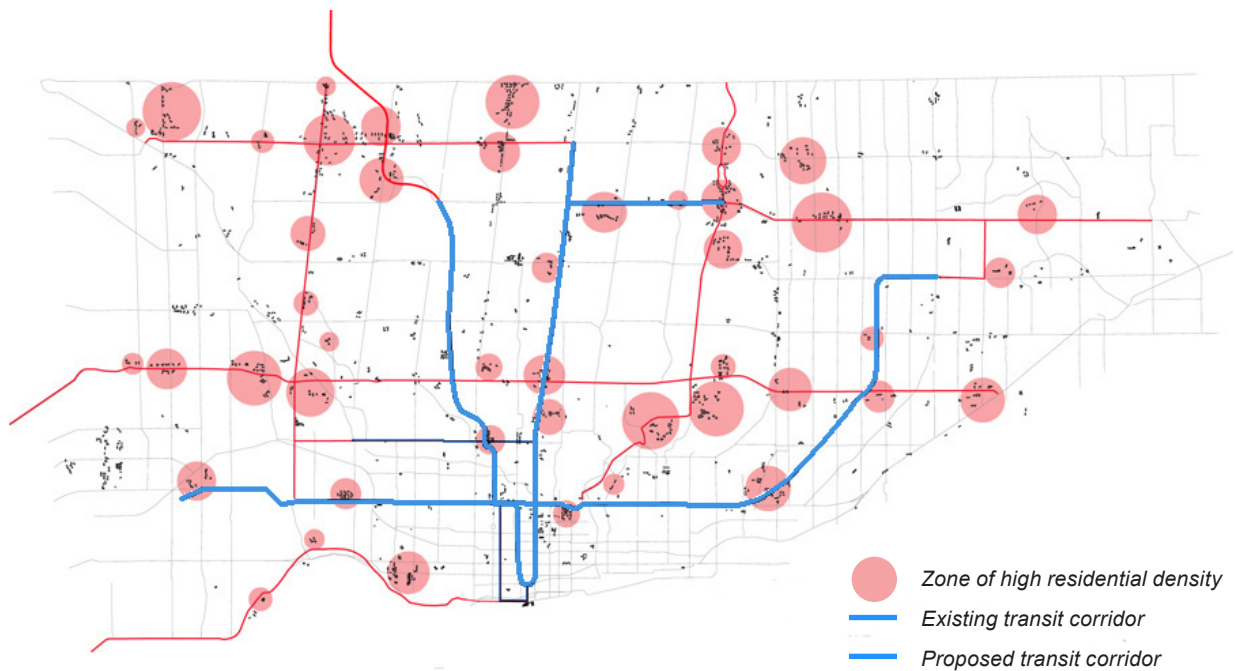 Zone of high residential density
Existing transit corridor
Proposed transit corridor